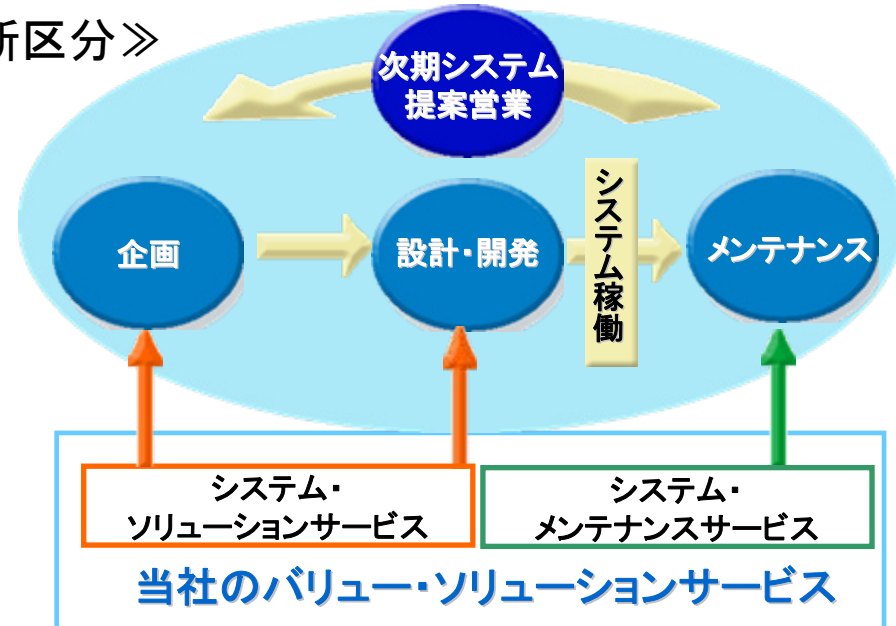 新区分≫
次期システム
提案営業
企画
設計・開発
システム稼働
メンテナンス
システム・
ソリューションサービス
システム・
メンテナンスサービス
当社のバリュー・ソリューションサービス